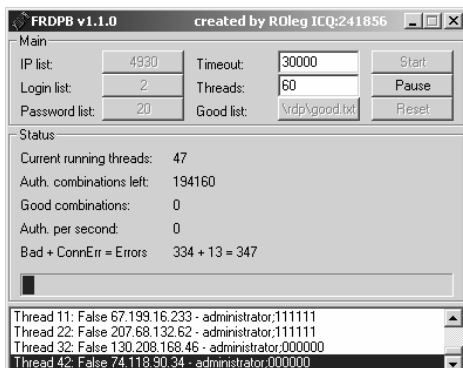 FRDPB v1.1.0 created by ROleg ICQ:241856
Main
IP list: 4930 Timeout: 30000 Start
Login list: 2 Threads: 60 Pause
Password list: 20 Good list: \rdp\good.txt Reset
Status
Current running threads: 47
Auth. combinations left: 194160
Good combinations: 0
Auth. per second: 0
Bad + ConnErr = Errors 334 + 13 = 347
Thread 11: False 67.199.16.233 - administrator;111111
Thread 22: False 207.68.132.62 - administrator;111111
Thread 32: False 130.208.168.46 - administrator;000000
Thread 42: False 74.118.90.34 - administrator;000000